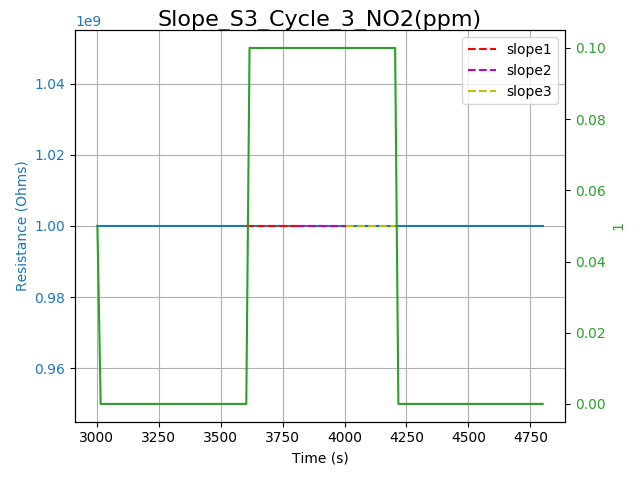 Slope_S3_Cycle_3_NO2(ppm)
1e9
slope1
slope2
slope3
1.04
1.02
1.00
0.98
0.96
Resistance (Ohms)
0.10
0.08
0.06
0.04
0.02
0.00
1
3000 3250 3500 3750 4000 4250 4500 4750
Time (s)